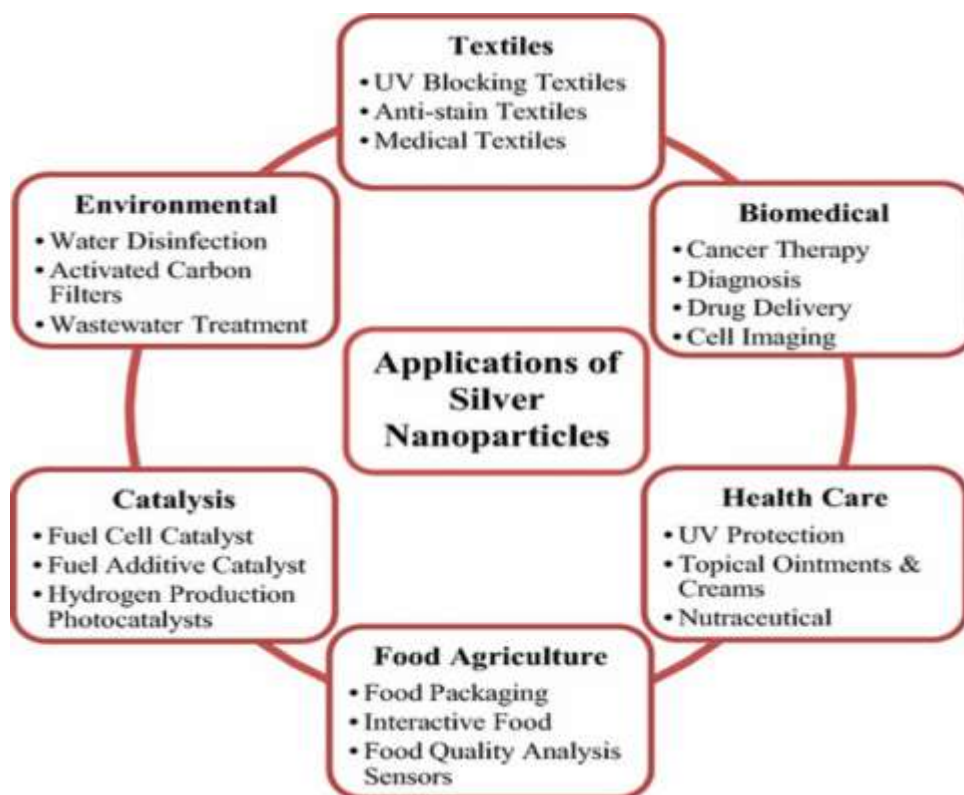 Textiles
• UV Blocking Textiles
• Anti-stain Textiles
• Medical Textiles
Environmental
• Water Disinfection
• Activated Carbon
Filters
• Wastewater Treatment
Biomedical
• Cancer Therapy
• Diagnosis
• Drug Delivery
• Cell Imaging
Applications of
Silver
Nanoparticles
Catalysis
• Fuel Cell Catalyst
• Fuel Additive Catalyst
• Hydrogen Production
Photocatalysts
Health Care
• UV Protection
• Topical Ointments &
Creams
• Nutraceutical
Food Agriculture
• Food Packaging
• Interactive Food
• Food Quality Analysis
Sensors